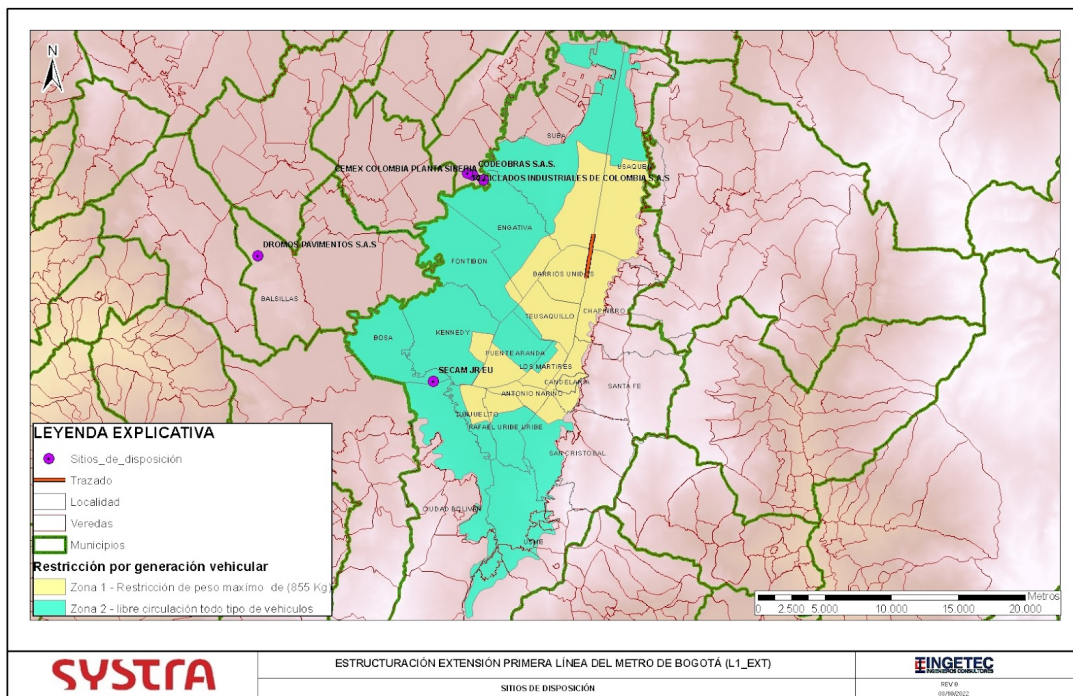 N
SUBA
USAQUEN
CODEOBRAS S.A.S.
CEMEX COLOMBIA PLANTA SIBERIA
INDUSTRIALES DE COLOMBIA S.A.S
ENGATIVA
DROMOS PAVIMENTOS S.A.S
FONTIBON
BARRIOS UNIDOS
BALSILLAS
TEUSAQUILLO
CHAPINERO
KENNEDY
BOSA
PUENTE ARANDA
LOS MARTIRES
SECAM JR EU
CANDELARIA
SANTA FE
ANTONIO NARIÑO
TUNJUELITO
RAFAEL URIBE URIBE
SAN CRISTOBAL
CIUDAD BOLIVAR
USME
LEYENDA EXPLICATIVA
Sitios_de_disposición
Trazado
Localidad
Veredas
Municipios
Restricción por generación vehicular
Zona 1 - Restricción de peso maximo de (855 Kg)
Zona 2 - libre circulación todo tipo de vehiculos
Metros
0 2.500 5.000 10.000 15.000 20.000
SYSTRA
ESTRUCTURACIÓN EXTENSIÓN PRIMERA LÍNEA DEL METRO DE BOGOTÁ (L1_EXT)
SITIOS DE DISPOSICIÓN
INGETEC
INGENIEROS CONSULTORES
REV 0